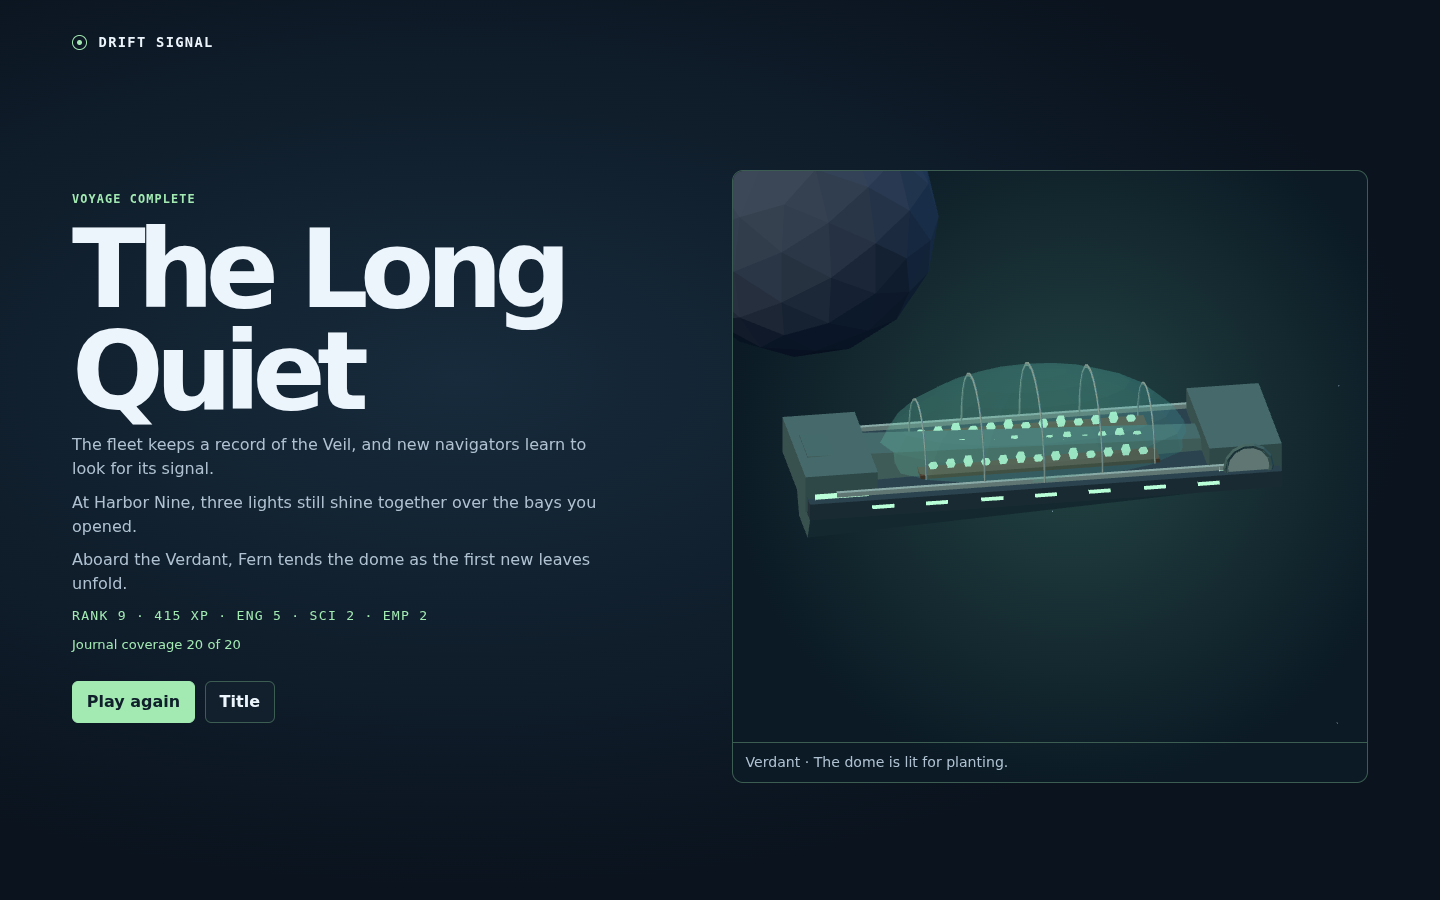 DRIFT SIGNAL
VOYAGE COMPLETE
The Long
Quiet
The fleet keeps a record of the Veil, and new navigators learn to
look for its signal.
At Harbor Nine, three lights still shine together over the bays you
opened.
Aboard the Verdant, Fern tends the dome as the first new leaves
unfold.
RANK 9 · 415 XP · ENG 5 · SCI 2 · EMP 2
Journal coverage 20 of 20
Play again
Title
Verdant · The dome is lit for planting.